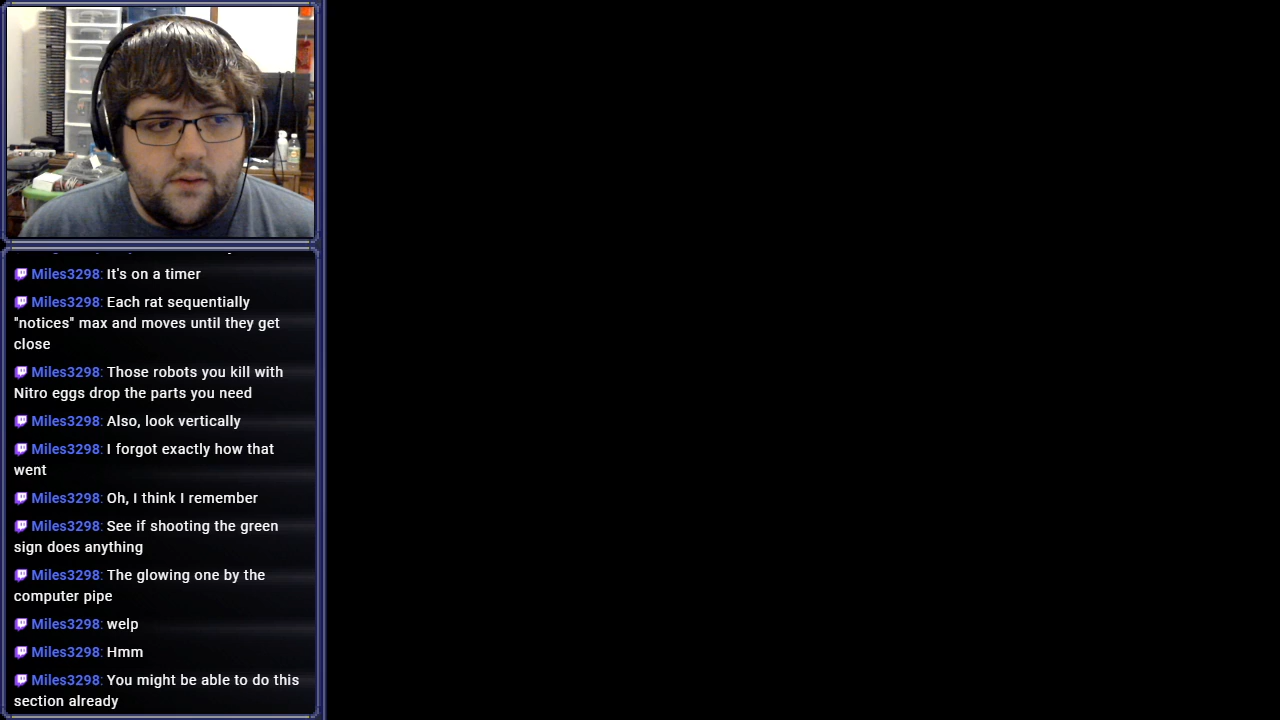 Miles3298: It's on a timer
Miles3298: Each rat sequentially
"notices" max and moves until they get
close
Miles3298: Those robots you kill with
Nitro eggs drop the parts you need
Miles3298: Also, look vertically
Miles3298: I forgot exactly how that
went
Miles3298: Oh, I think I remember
Miles3298: See if shooting the green
sign does anything
Miles3298: The glowing one by the
computer pipe
Miles3298: welp
Miles3298: Hmm
Miles3298: You might be able to do this
section already